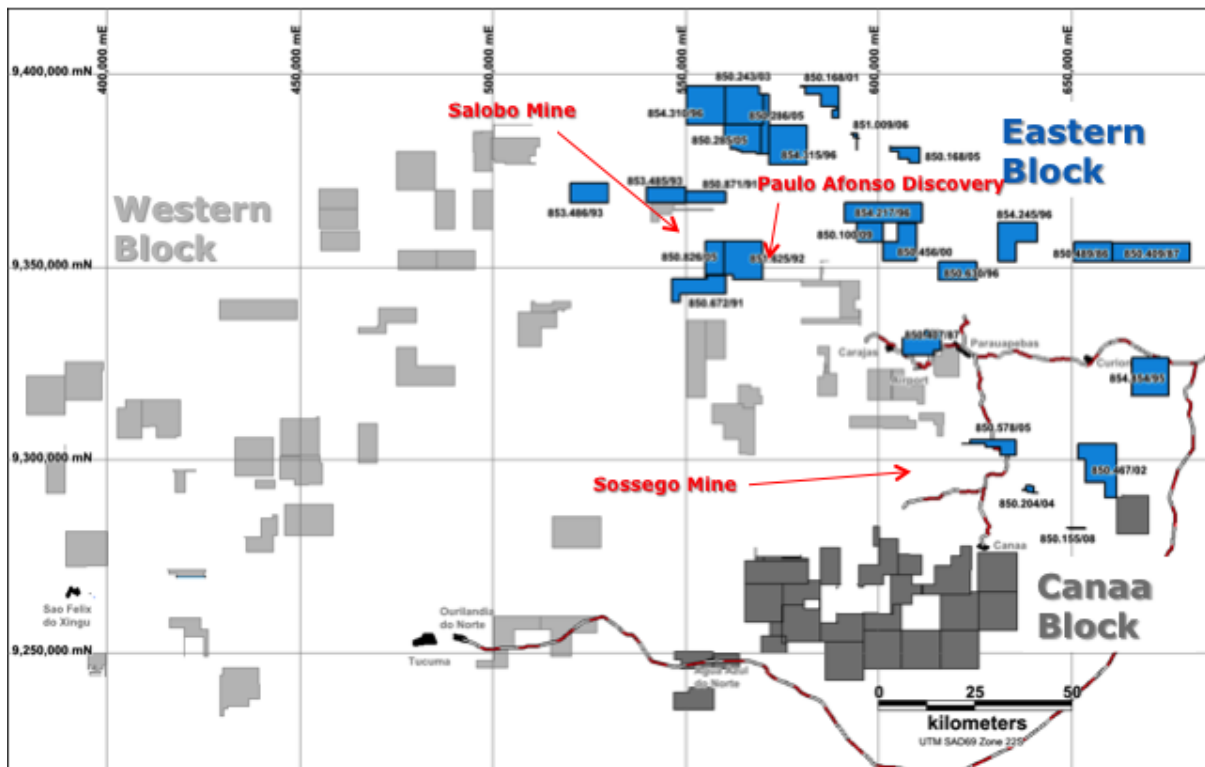 400,000 mE
450,000 mE
500,000 mE
550,000 mE
600,000 mE
650,000 mE
9,400,000 mN
850.243/03
850.168/01
Salobo Mine
854.310/96
850.286/05
851.009/06
Eastern
Block
850.285/05
854.315/96
850.168/05
853.485/93
850.871/91
Paulo Afonso Discovery
853.486/93
Western
Block
854.217/96
854.245/96
850.100/09
850.456/00
850.489/86
850.409/87
850.826/05
851.625/92
9,350,000 mN
850.630/96
850.872/91
850.407/87
Carajas
Parauapebas
Airport
Curion
854.854/95
850.578/05
9,300,000 mN
850.467/02
Sossego Mine
850.204/04
850.155/08
Canaa
Canaa
Block
Sao Felix
do Xingu
Ourilandia
do Norte
Tucuma
9,250,000 mN
Agua Azul
do Norte
0 25 50
kilometers
UTM SAD69 Zone 22S